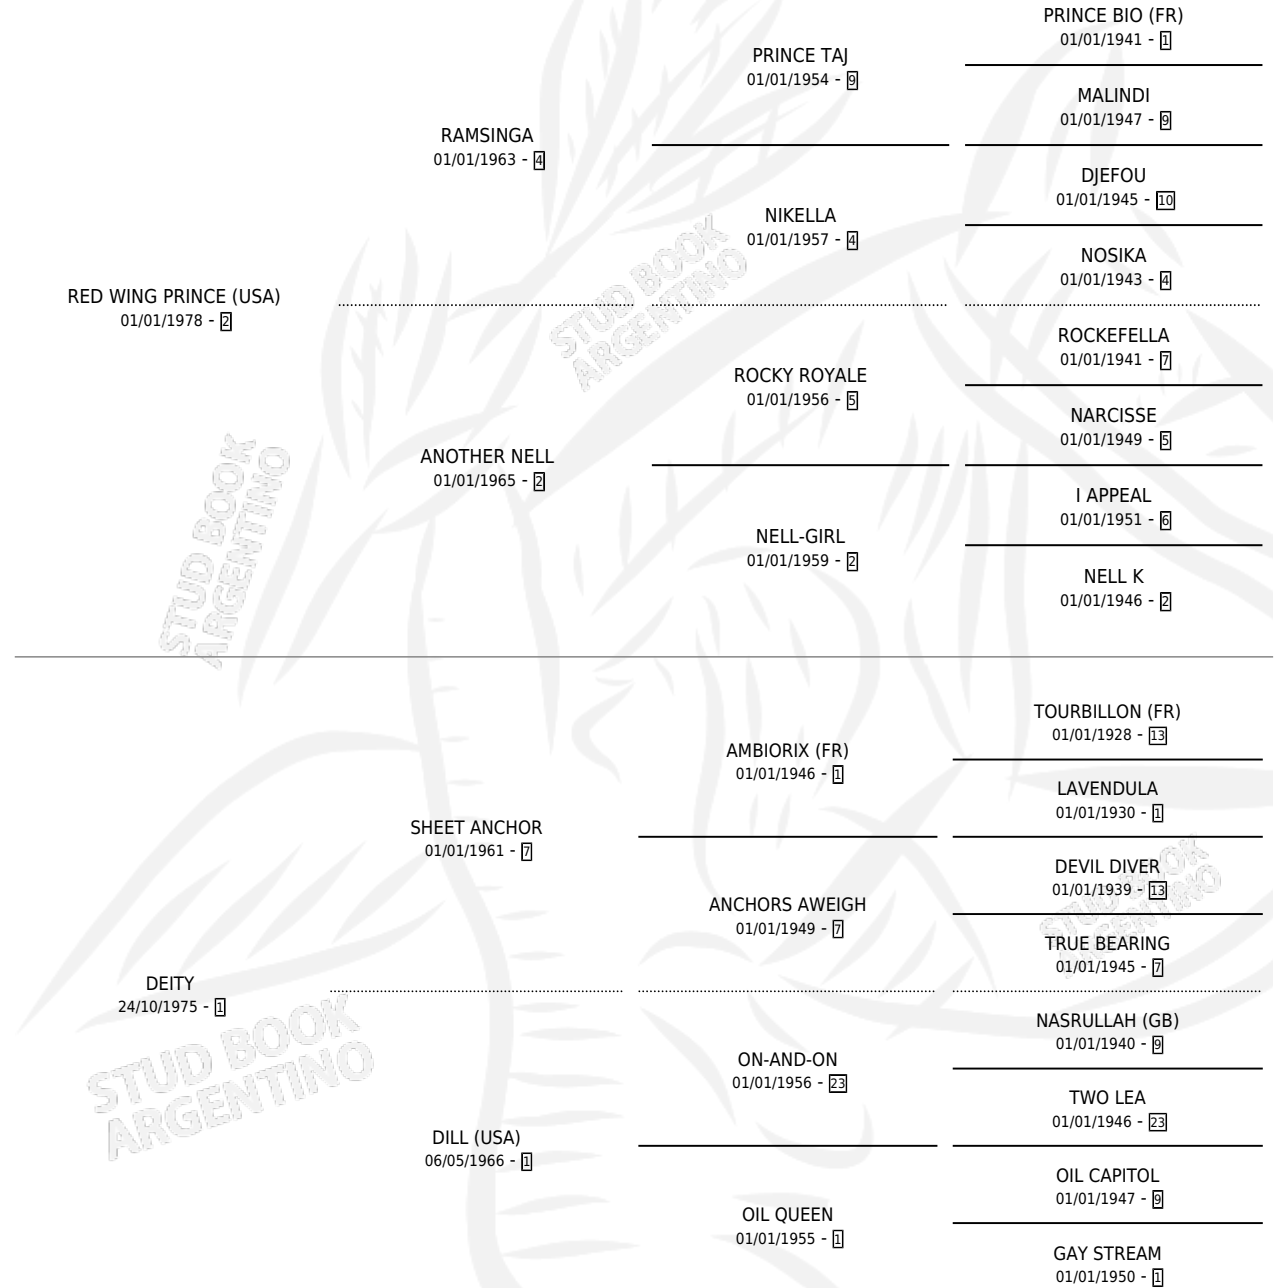 PRINCE BIO (FR)
01/01/1941 - 1
PRINCE TAJ
01/01/1954 - 9
MALINDI
01/01/1947 - 9
RAMSINGA
01/01/1963 - 4
DJEFOU
01/01/1945 - 10
NIKELLA
01/01/1957 - 4
NOSIKA
01/01/1943 - 4
RED WING PRINCE (USA)
01/01/1978 - 2
ROCKEFELLA
01/01/1941 - 7
ROCKY ROYALE
01/01/1956 - 5
NARCISSE
01/01/1949 - 5
ANOTHER NELL
01/01/1965 - 2
I APPEAL
01/01/1951 - 6
NELL-GIRL
01/01/1959 - 2
NELL K
01/01/1946 - 2
TOURBILLON (FR)
01/01/1928 - 13
AMBIORIX (FR)
01/01/1946 - 1
LAVENDULA
01/01/1930 - 1
SHEET ANCHOR
01/01/1961 - 7
DEVIL DIVER
01/01/1939 - 13
ANCHORS AWEIGH
01/01/1949 - 7
TRUE BEARING
01/01/1945 - 7
DEITY
24/10/1975 - 1
NASRULLAH (GB)
01/01/1940 - 9
ON-AND-ON
01/01/1956 - 23
TWO LEA
01/01/1946 - 23
DILL (USA)
06/05/1966 - 1
OIL CAPITOL
01/01/1947 - 9
OIL QUEEN
01/01/1955 - 1
GAY STREAM
01/01/1950 - 1
STUD BOOK
ARGENTINO
STUD BOOK
ARGENTINO
STUD BOOK
ARGENTINO
STUD BOOK
ARGENTINO